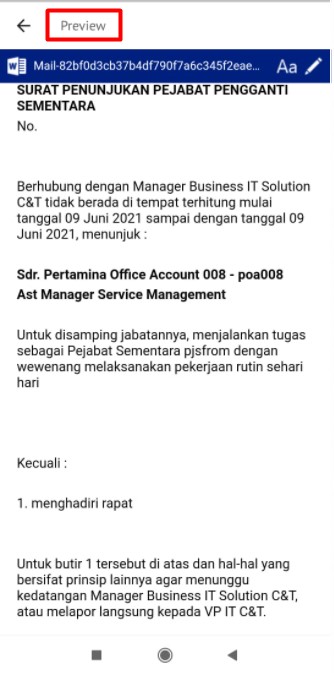 Preview
Mail-82bf0d3cb37b4df790f7a6c345f2eae... Aa
SURAT PENUNJUKAN PEJABAT PENGGANTI
SEMENTARA
No.
Berhubung dengan Manager Business IT Solution
C&T tidak berada di tempat terhitung mulai
tanggal 09 Juni 2021 sampai dengan tanggal 09
Juni 2021, menunjuk :
Sdr. Pertamina Office Account 008 - poa008
Ast Manager Service Management
Untuk disamping jabatannya, menjalankan tugas
sebagai Pejabat Sementara pjsfrom dengan
wewenang melaksanakan pekerjaan rutin sehari
hari
Kecuali :
1. menghadiri rapat
Untuk butir 1 tersebut di atas dan hal-hal yang
bersifat prinsip lainnya agar menunggu
kedatangan Manager Business IT Solution C&T,
atau melapor langsung kepada VP IT C&T.